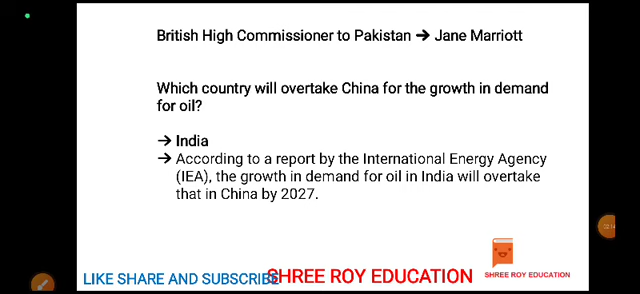 British High Commissioner to Pakistan → Jane Marriott
Which country will overtake China for the growth in demand
for oil?
→ India
→ According to a report by the International Energy Agency
(IEA), the growth in demand for oil in India will overtake
that in China by 2027.
LIKE SHARE AND SUBSCRIBE SHREE ROY EDUCATION
SHREE ROY EDUCATION